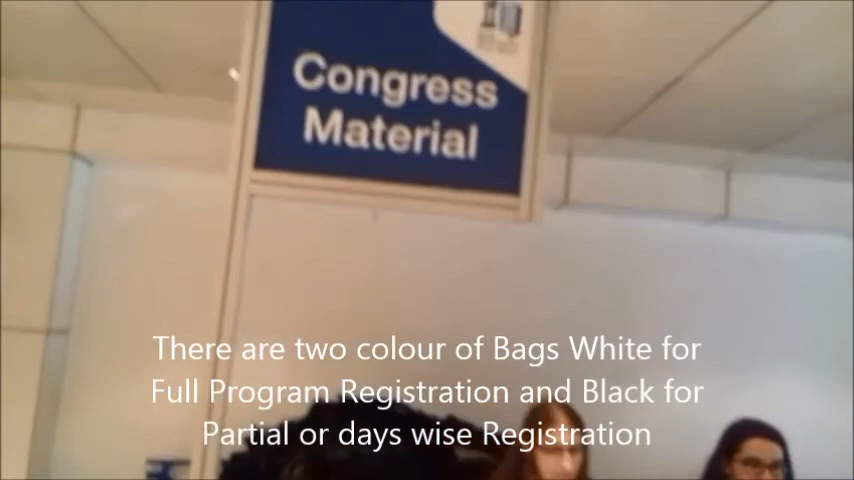 Congress
Material
There are two colour of Bags White for
Full Program Registration and Black for
Partial or days wise Registration